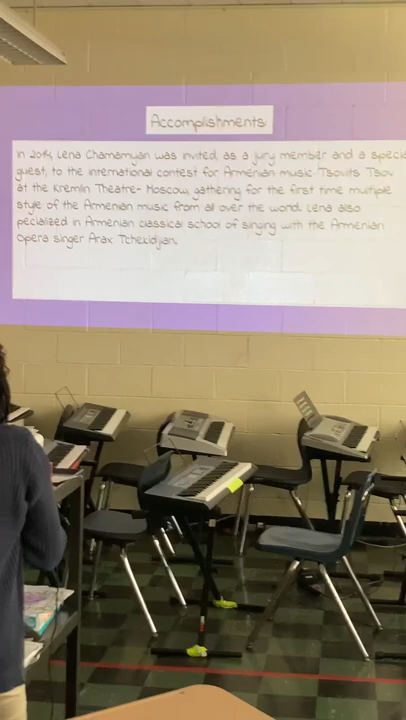 Accomplishments
In 2014, Lena Chamamyan was invited, as a jury member and a special
guest, to the international contest for Armenian music- Tsovits Tsov
at the Kremlin Theatre- Moscow, gathering for the first time multiple
style of the Armenian music from all over the world. Lena also
pecialized in Armenian classical school of singing with the Armenian
Opera singer Arax Tchekidjian.